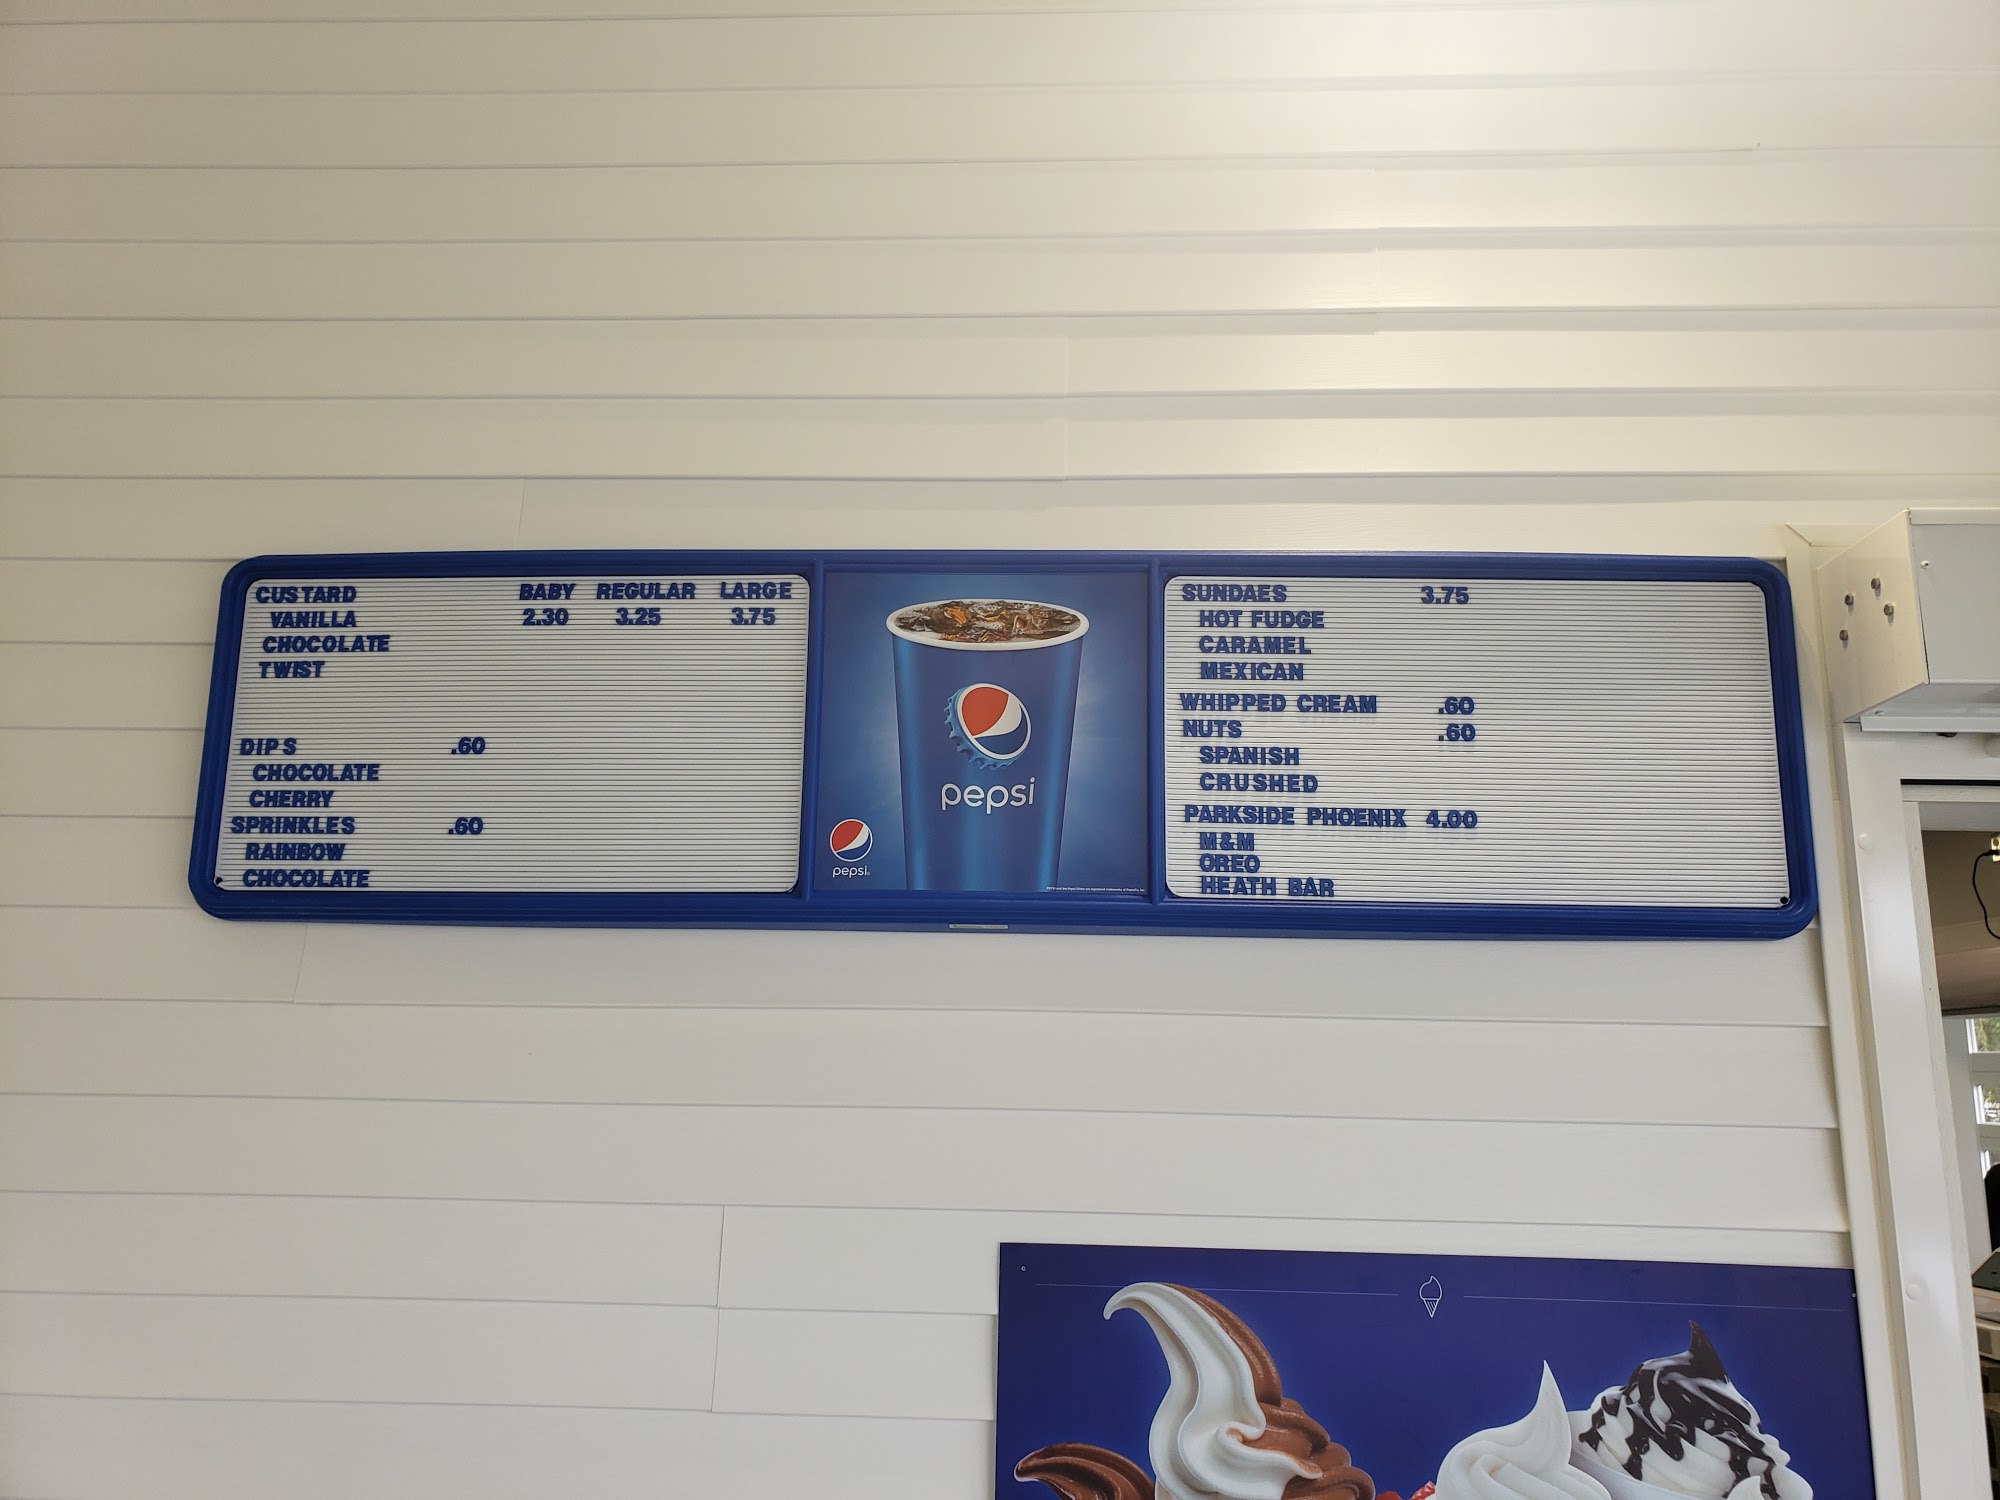 CUSTARD BABY REGULAR LARGE
VANILLA 2.30 3.25 3.75
CHOCOLATE
TWIST
DIPS .60
CHOCOLATE
CHERRY
SPRINKLES .60
RAINBOW
CHOCOLATE
pepsi
pepsi
SUNDAES 3.75
HOT FUDGE
CARAMEL
MEXICAN
WHIPPED CREAM .60
NUTS .60
SPANISH
CRUSHED
PARKSIDE PHOENIX 4.00
M&M
OREO
HEATH BAR